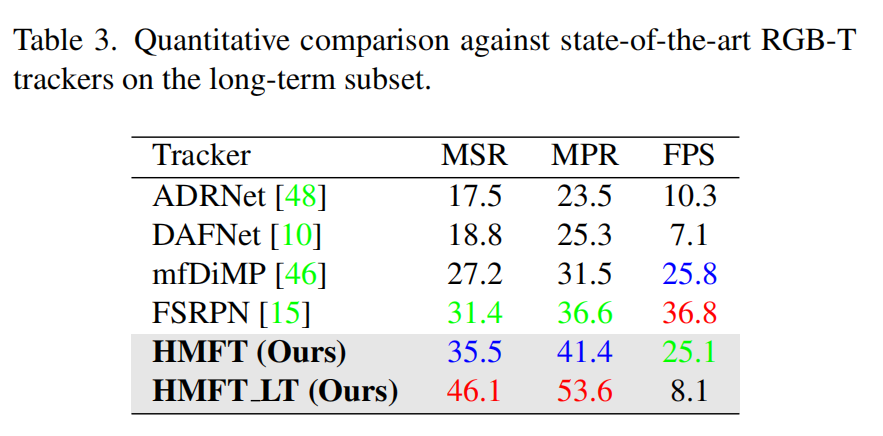 Table 3. Quantitative comparison against state-of-the-art RGB-T
trackers on the long-term subset.
Tracker MSR MPR FPS
ADRNet [48] 17.5 23.5 10.3
DAFNet [10] 18.8 25.3 7.1
mfDiMP [46] 27.2 31.5 25.8
FSRPN [15] 31.4 36.6 36.8
HMFT (Ours) 35.5 41.4 25.1
HMFT_LT (Ours) 46.1 53.6 8.1